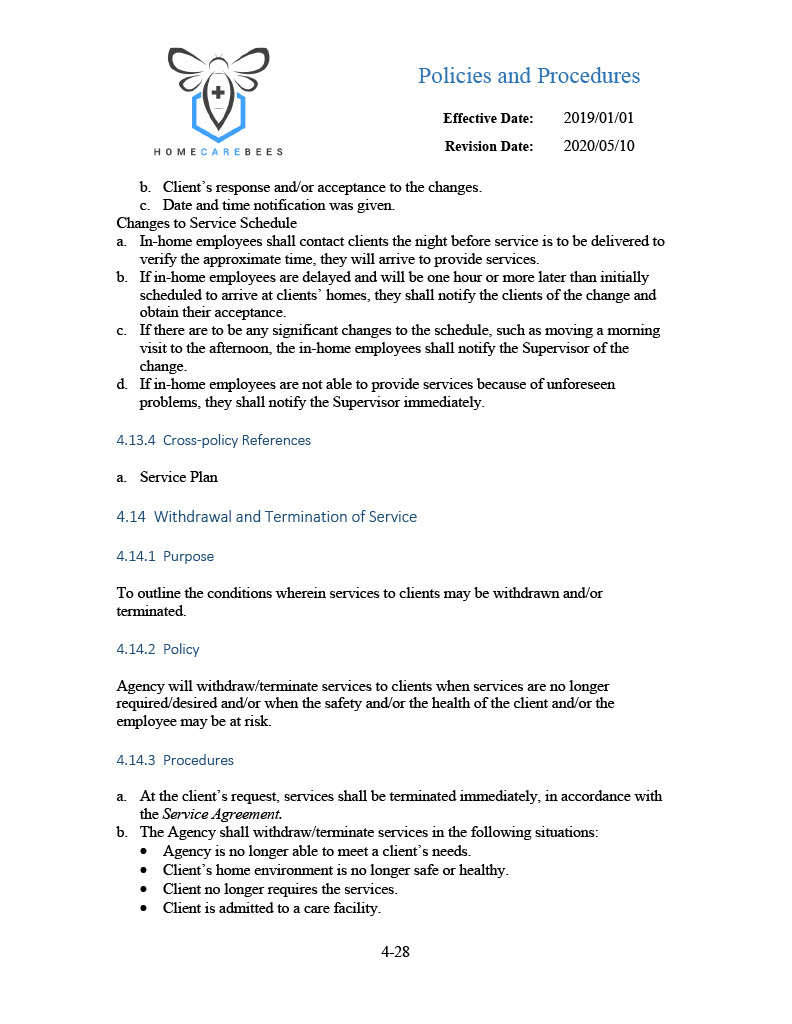 Policies and Procedures
Effective Date: 2019/01/01
Revision Date: 2020/05/10
HOMECAREBEES
b. Client’s response and/or acceptance to the changes.
c. Date and time notification was given.
Changes to Service Schedule
a. In-home employees shall contact clients the night before service is to be delivered to
verify the approximate time, they will arrive to provide services.
b. If in-home employees are delayed and will be one hour or more later than initially
scheduled to arrive at clients’ homes, they shall notify the clients of the change and
obtain their acceptance.
c. If there are to be any significant changes to the schedule, such as moving a morning
visit to the afternoon, the in-home employees shall notify the Supervisor of the
change.
d. If in-home employees are not able to provide services because of unforeseen
problems, they shall notify the Supervisor immediately.
4.13.4 Cross-policy References
a. Service Plan
4.14 Withdrawal and Termination of Service
4.14.1 Purpose
To outline the conditions wherein services to clients may be withdrawn and/or
terminated.
4.14.2 Policy
Agency will withdraw/terminate services to clients when services are no longer
required/desired and/or when the safety and/or the health of the client and/or the
employee may be at risk.
4.14.3 Procedures
a. At the client’s request, services shall be terminated immediately, in accordance with
the Service Agreement.
b. The Agency shall withdraw/terminate services in the following situations:
• Agency is no longer able to meet a client’s needs.
• Client’s home environment is no longer safe or healthy.
• Client no longer requires the services.
• Client is admitted to a care facility.
4-28